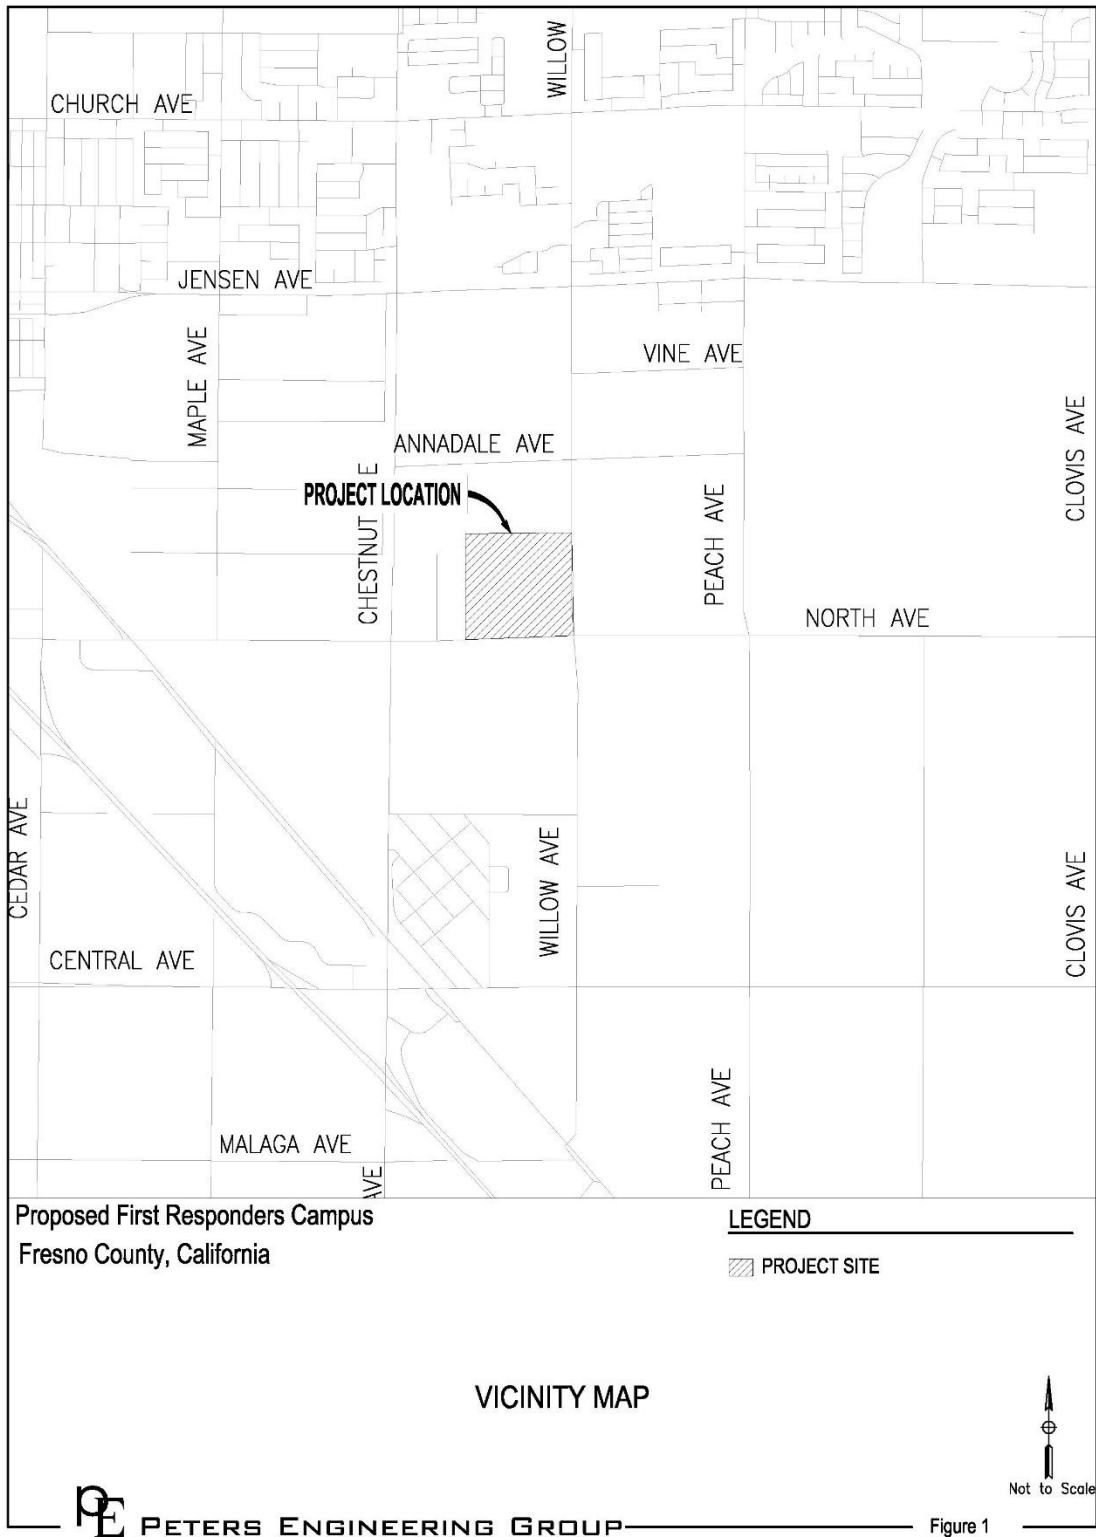 WILLOW
CHURCH AVE
JENSEN AVE
MAPLE AVE
VINE AVE
CLOVIS AVE
ANNADALE AVE
PROJECT LOCATION
CHESTNUT E
PEACH AVE
NORTH AVE
CEDAR AVE
WILLOW AVE
CLOVIS AVE
CENTRAL AVE
PEACH AVE
MALAGA AVE
AVE
Proposed First Responders Campus
Fresno County, California
LEGEND
PROJECT SITE
VICINITY MAP
Not to Scale
PE PETERS ENGINEERING GROUP
Figure 1